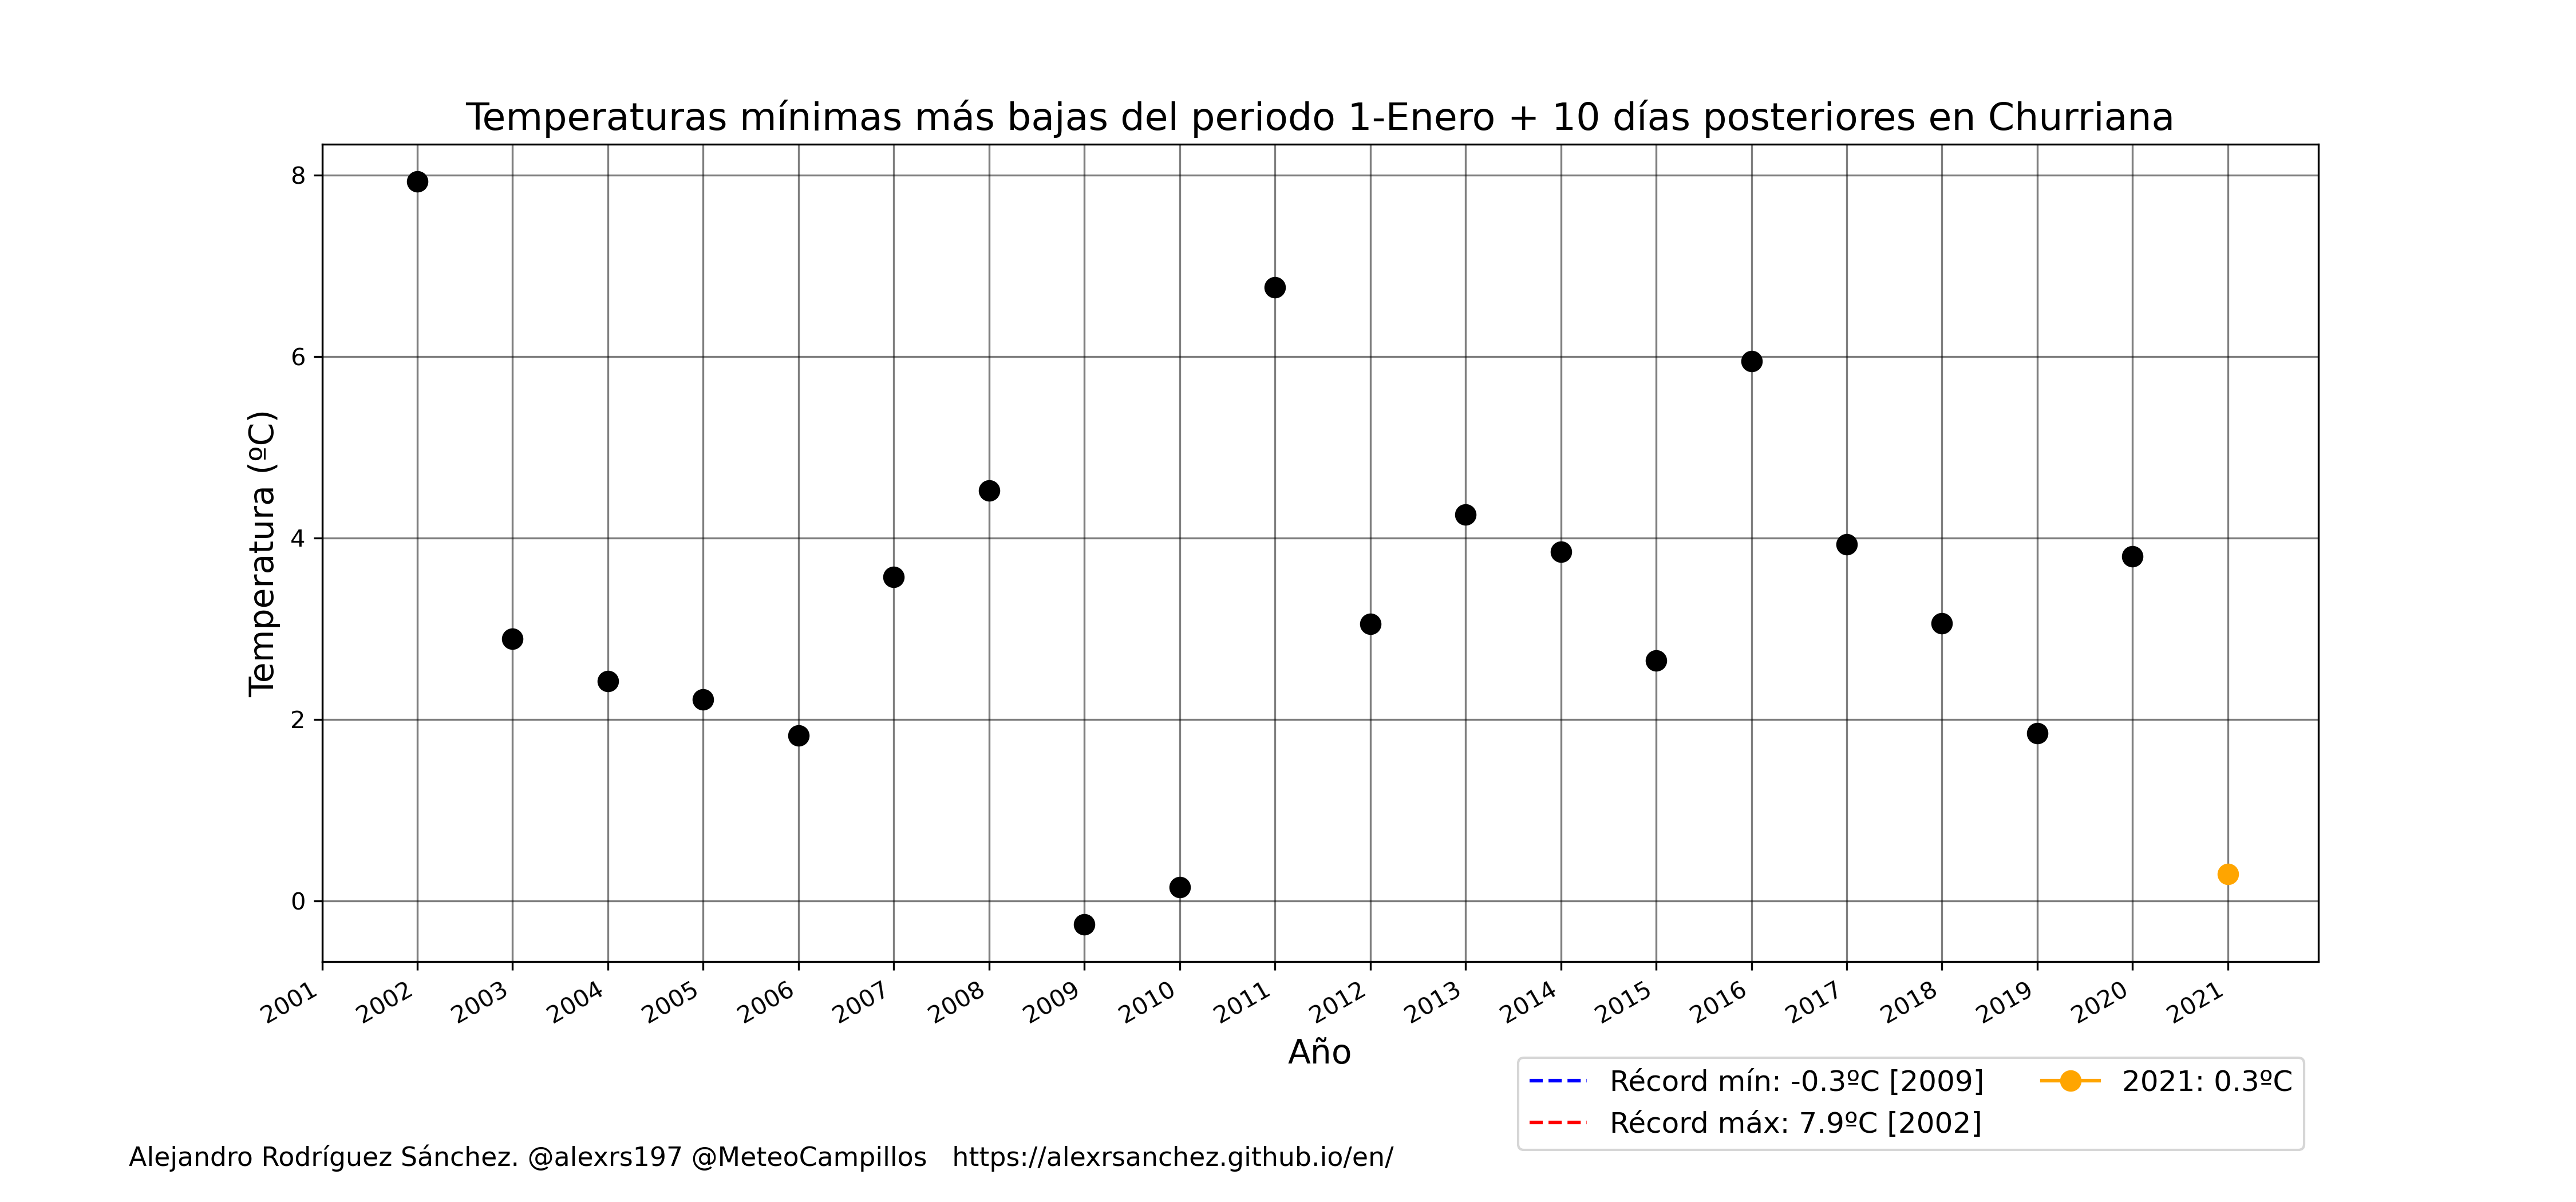 Temperaturas mínimas más bajas del periodo 1-Enero + 10 días posteriores en Churriana
Temperatura (ºC)
8
6
4
2
0
2001 2002 2003 2004 2005 2006 2007 2008 2009 2010 2011 2012 2013 2014 2015 2016 2017 2018 2019 2020 2021
Año
Récord mín: -0.3ºC [2009]
Récord máx: 7.9ºC [2002]
2021: 0.3ºC
Alejandro Rodríguez Sánchez. @alexrs197 @MeteoCampillos https://alexrsanchez.github.io/en/